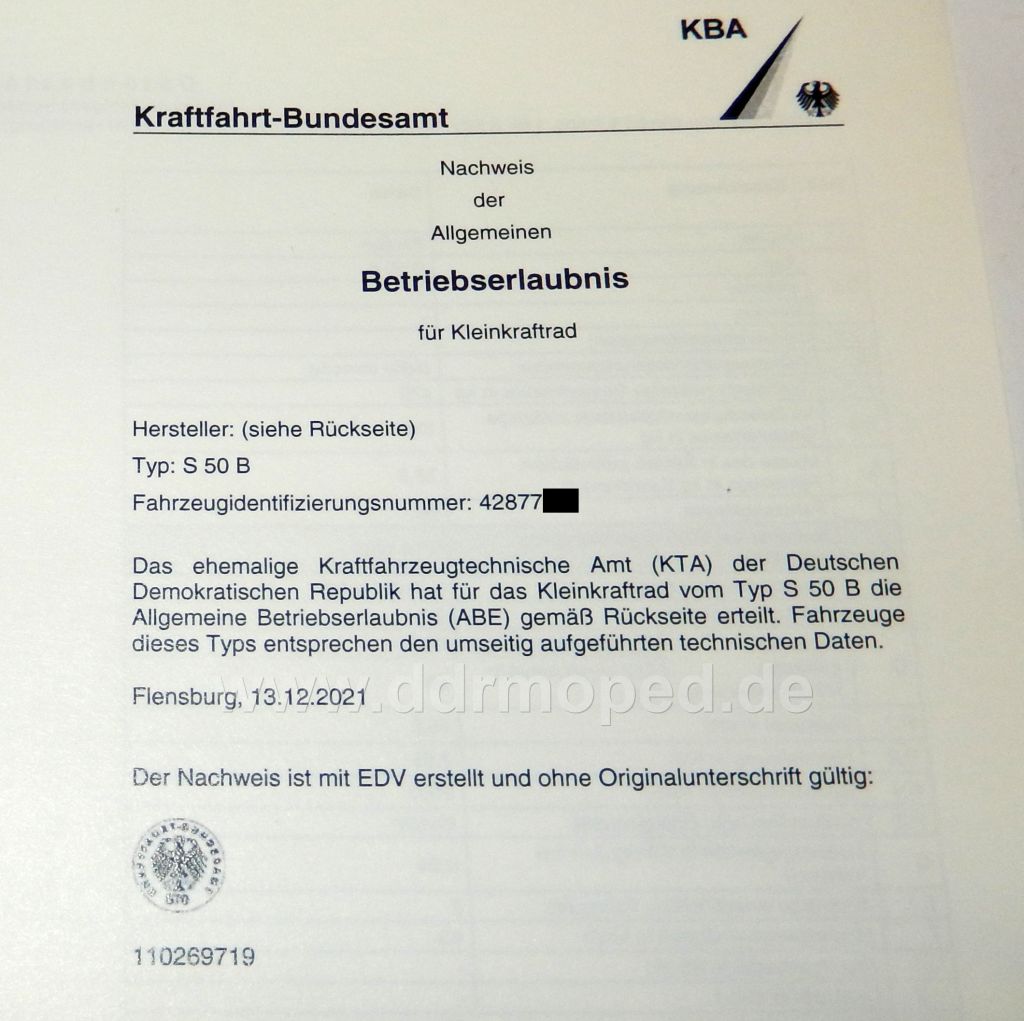 KBA
Kraftfahrt-Bundesamt
Nachweis
der
Allgemeinen
Betriebserlaubnis
für Kleinkraftrad
Hersteller: (siehe Rückseite)
Typ: S 50 B
Fahrzeugidentifizierungsnummer: 42877
Das ehemalige Kraftfahrzeugtechnische Amt (KTA) der Deutschen
Demokratischen Republik hat für das Kleinkraftrad vom Typ S 50 B die
Allgemeine Betriebserlaubnis (ABE) gemäß Rückseite erteilt. Fahrzeuge
dieses Typs entsprechen den umseitig aufgeführten technischen Daten.
www.ddrmoped.de
Flensburg, 13.12.2021
Der Nachweis ist mit EDV erstellt und ohne Originalunterschrift gültig:
KRAFTFAHRT-BUNDESAMT
110269719